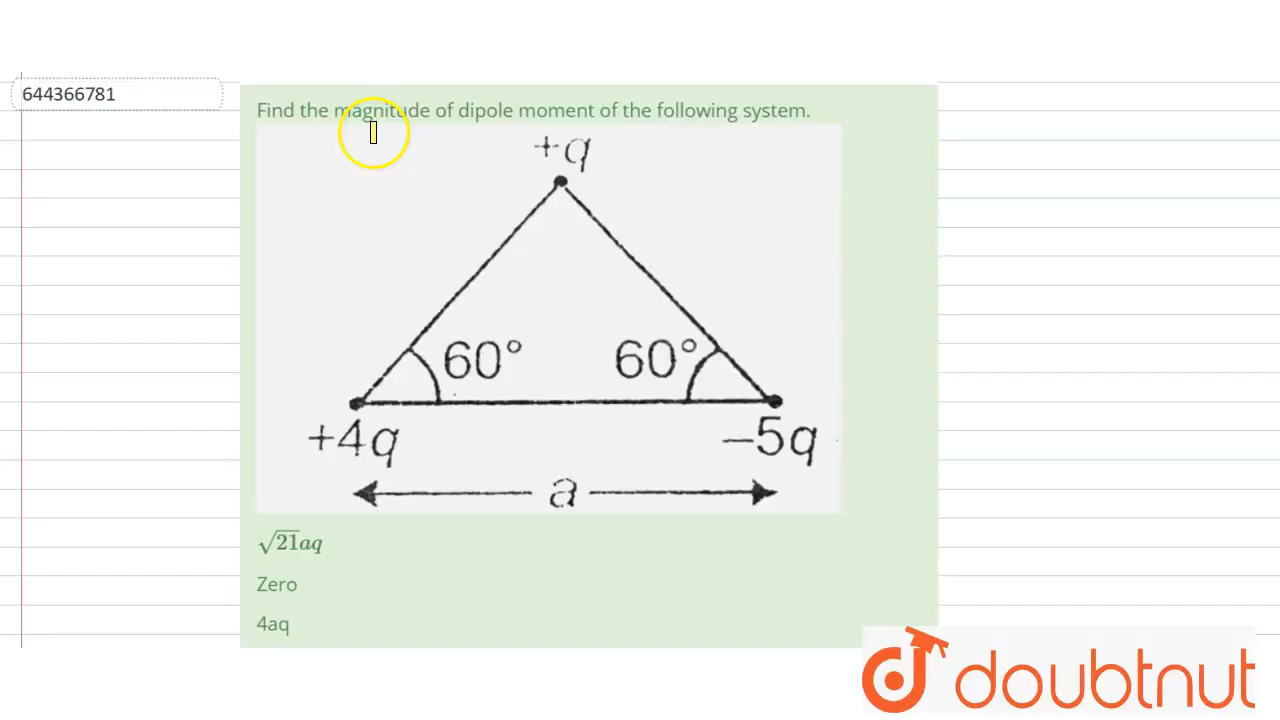 644366781
Find the magnitude of dipole moment of the following system.
+q
60° 60°
+4q −5q
a
√21aq
Zero
4aq
doubtnut